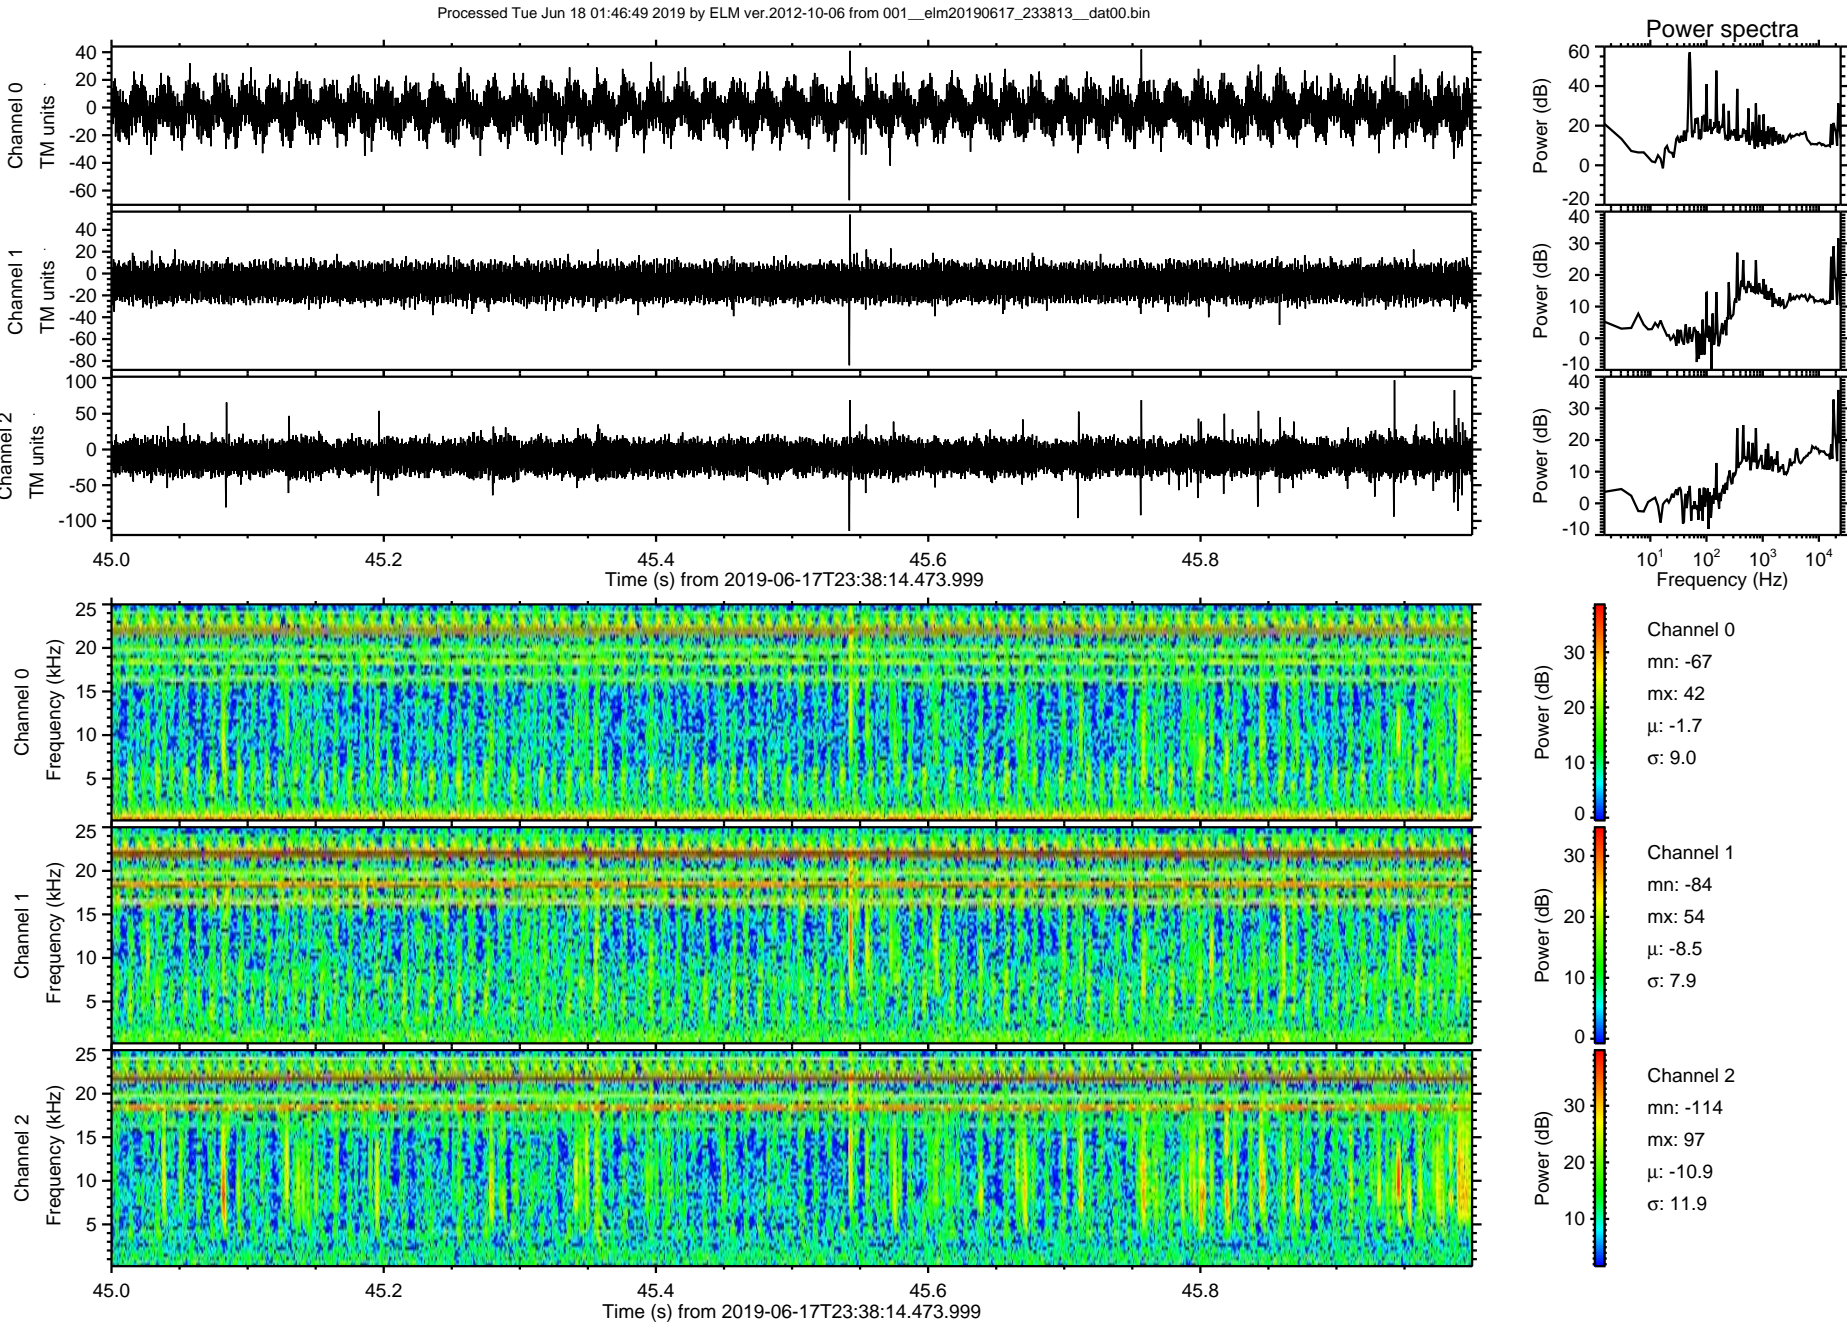 Processed Tue Jun 18 01:46:49 2019 by ELM ver.2012-10-06 from 001__elm20190617_233813__dat00.bin
Power spectra
Channel 0
TM units
40
20
0
-20
-40
-60
Power (dB)
60
40
20
0
-20
Channel 1
TM units
40
20
0
-20
-40
-60
-80
Power (dB)
40
30
20
10
0
-10
Channel 2
TM units
100
50
0
-50
-100
Power (dB)
40
30
20
10
0
-10
45.0 45.2 45.4 45.6 45.8
Time (s) from 2019-06-17T23:38:14.473.999
10¹ 10² 10³ 10⁴
Frequency (Hz)
Channel 0
Frequency (kHz)
25
20
15
10
5
Power (dB)
30
20
10
0
Channel 0
mn: -67
mx: 42
μ: -1.7
σ: 9.0
Channel 1
Frequency (kHz)
25
20
15
10
5
Power (dB)
30
20
10
0
Channel 1
mn: -84
mx: 54
μ: -8.5
σ: 7.9
Channel 2
Frequency (kHz)
25
20
15
10
5
Power (dB)
30
20
10
Channel 2
mn: -114
mx: 97
μ: -10.9
σ: 11.9
45.0 45.2 45.4 45.6 45.8
Time (s) from 2019-06-17T23:38:14.473.999